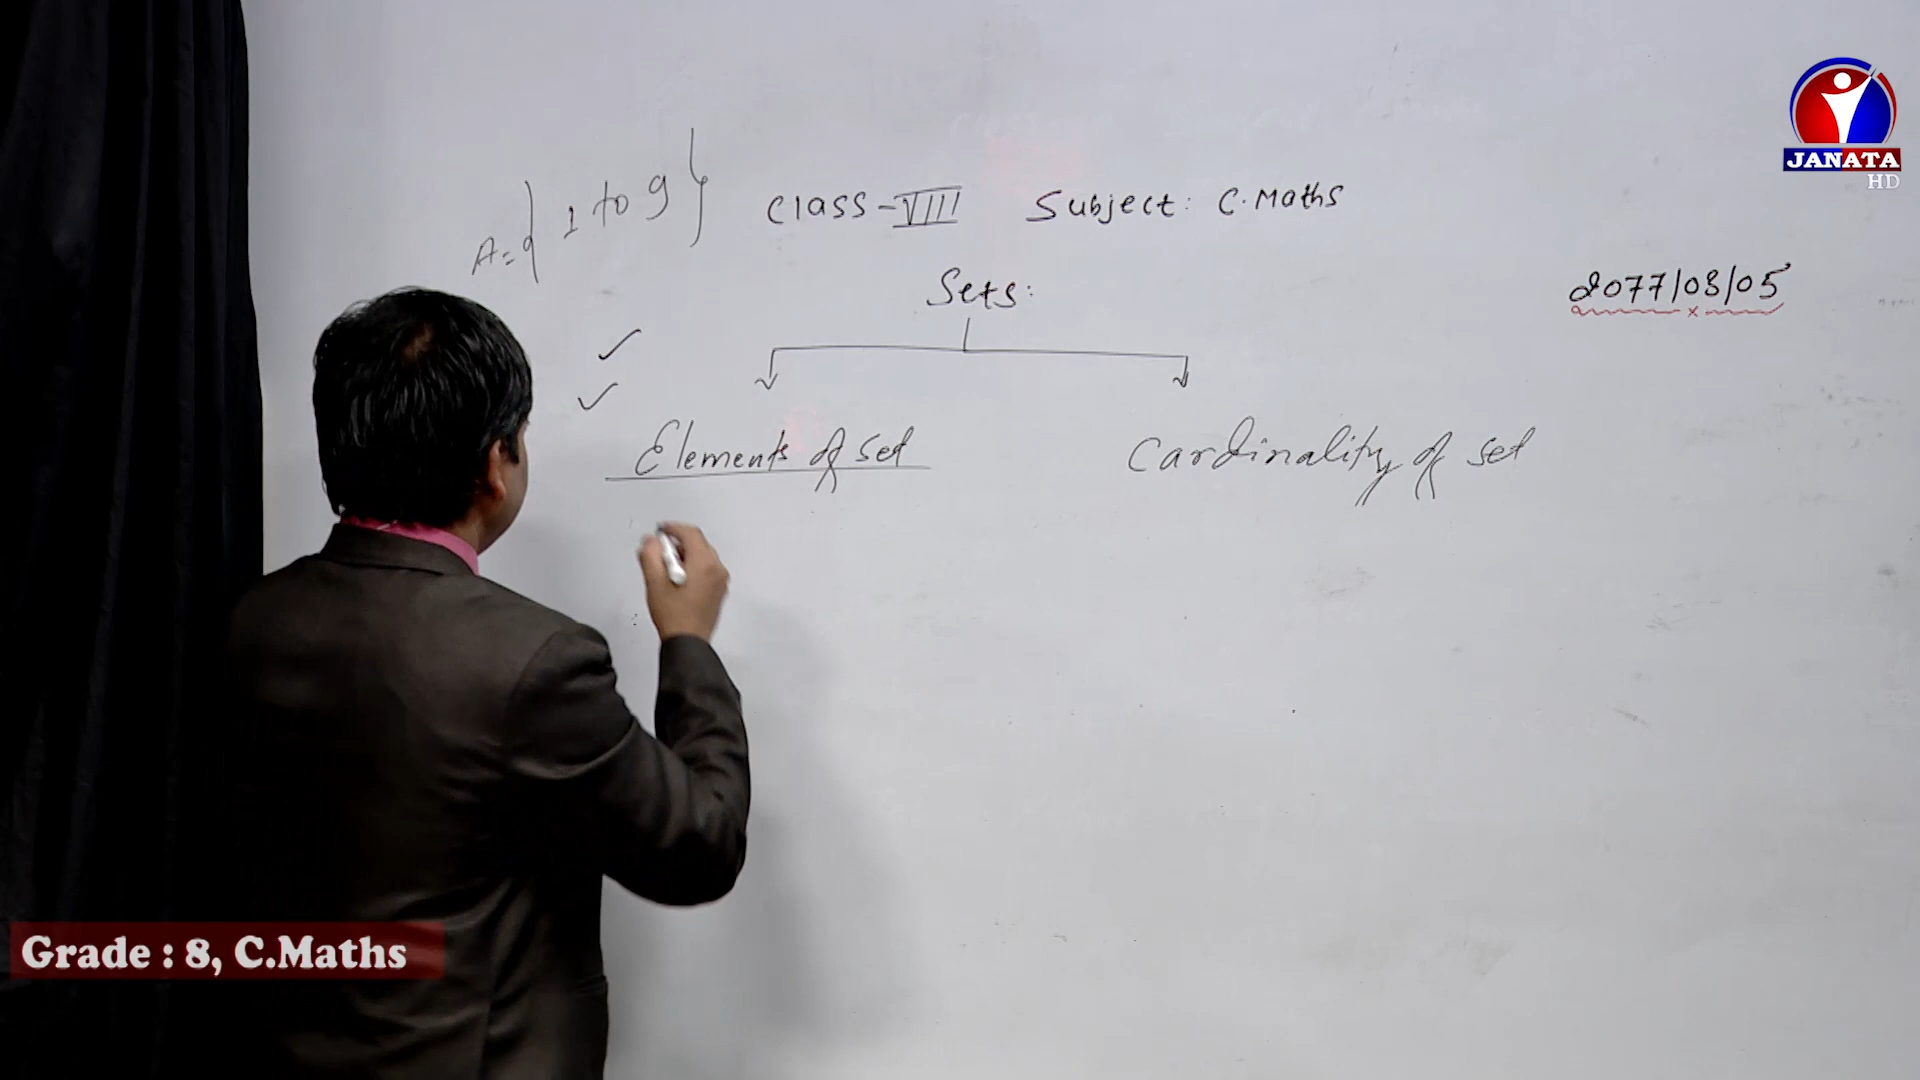 JANATA
HD
A = { 1 to 9 }
Class - VIII Subject: C. Maths
2077/08/05
Sets:
Elements of set
Cardinality of set
Grade : 8, C.Maths